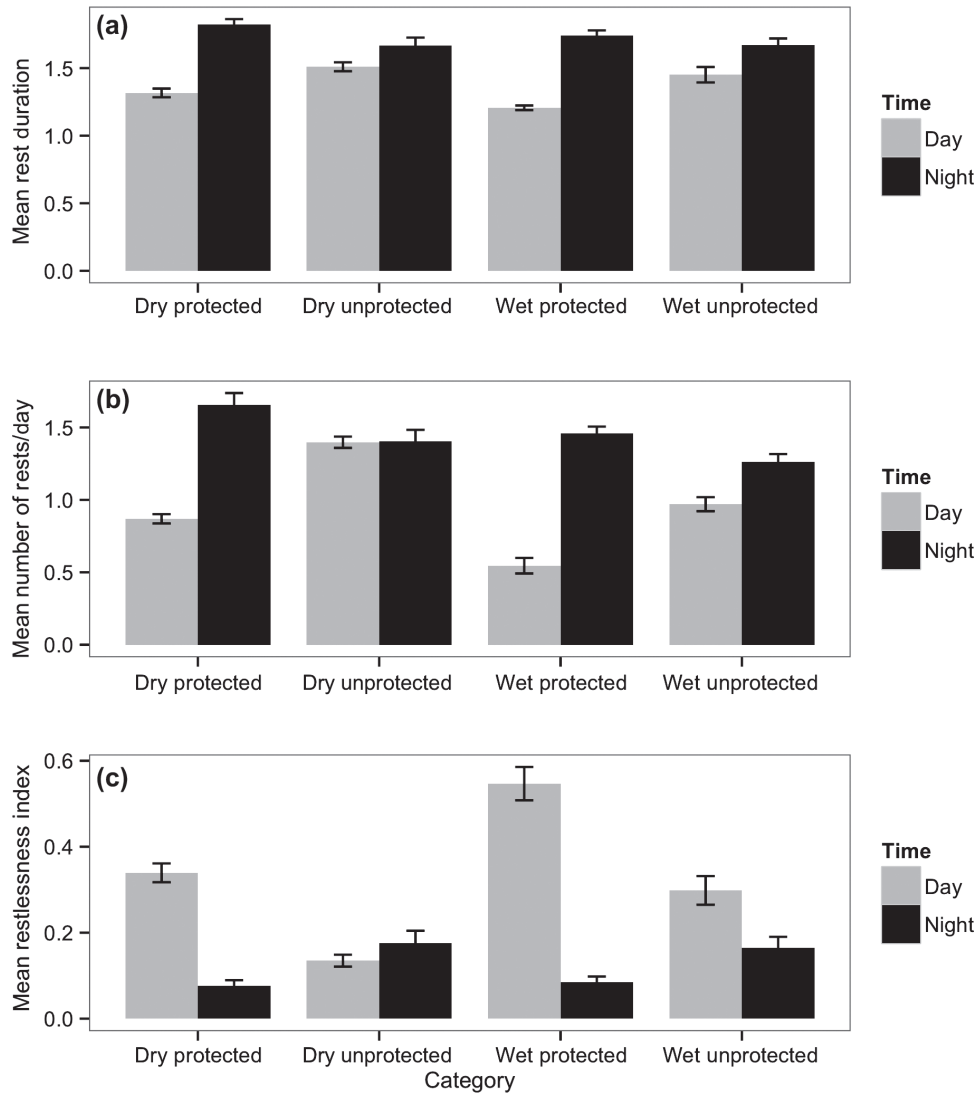 (a)
Mean rest duration
1.5
1.0
0.5
0.0
Dry protected
Dry unprotected
Wet protected
Wet unprotected
Time
Day
Night
(b)
Mean number of rests/day
1.5
1.0
0.5
0.0
Dry protected
Dry unprotected
Wet protected
Wet unprotected
Time
Day
Night
(c)
Mean restlessness index
0.6
0.4
0.2
0.0
Dry protected
Dry unprotected
Wet protected
Wet unprotected
Category
Time
Day
Night